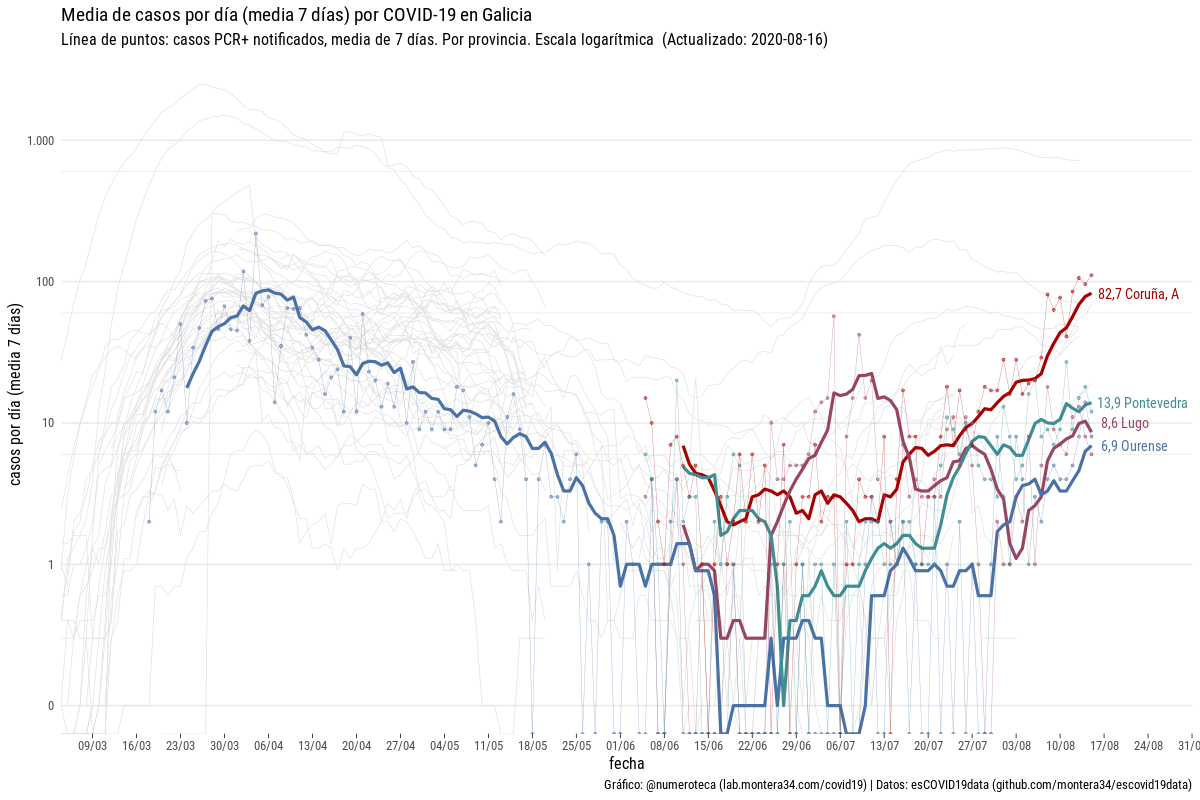 Media de casos por día (media 7 días) por COVID-19 en Galicia
Línea de puntos: casos PCR+ notificados, media de 7 días. Por provincia. Escala logarítmica (Actualizado: 2020-08-16)
casos por día (media 7 días)
1.000
100
10
1
0
82,7 Coruña, A
13,9 Pontevedra
8,6 Lugo
6,9 Ourense
09/03 16/03 23/03 30/03 06/04 13/04 20/04 27/04 04/05 11/05 18/05 25/05 01/06 08/06 15/06 22/06 29/06 06/07 13/07 20/07 27/07 03/08 10/08 17/08 24/08 31/0
fecha
Gráfico: @numeroteca (lab.montera34.com/covid19) | Datos: esCOVID19data (github.com/montera34/escovid19data)